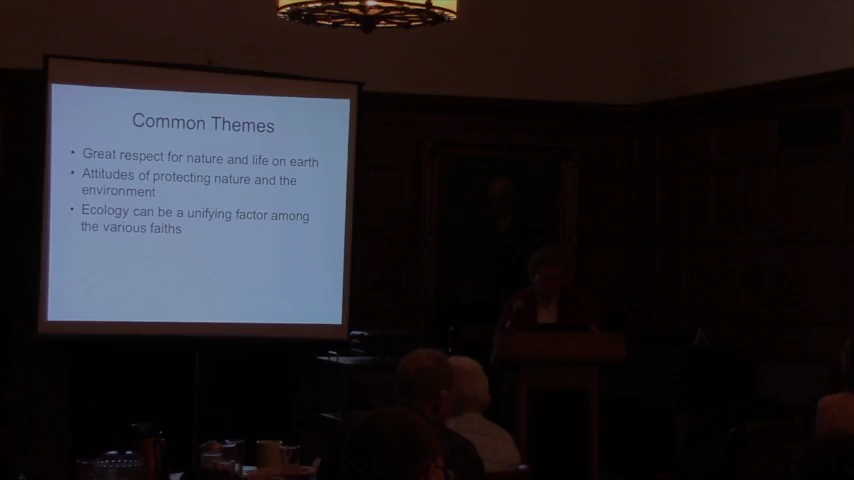 Common Themes
• Great respect for nature and life on earth
• Attitudes of protecting nature and the
environment
• Ecology can be a unifying factor among
the various faiths